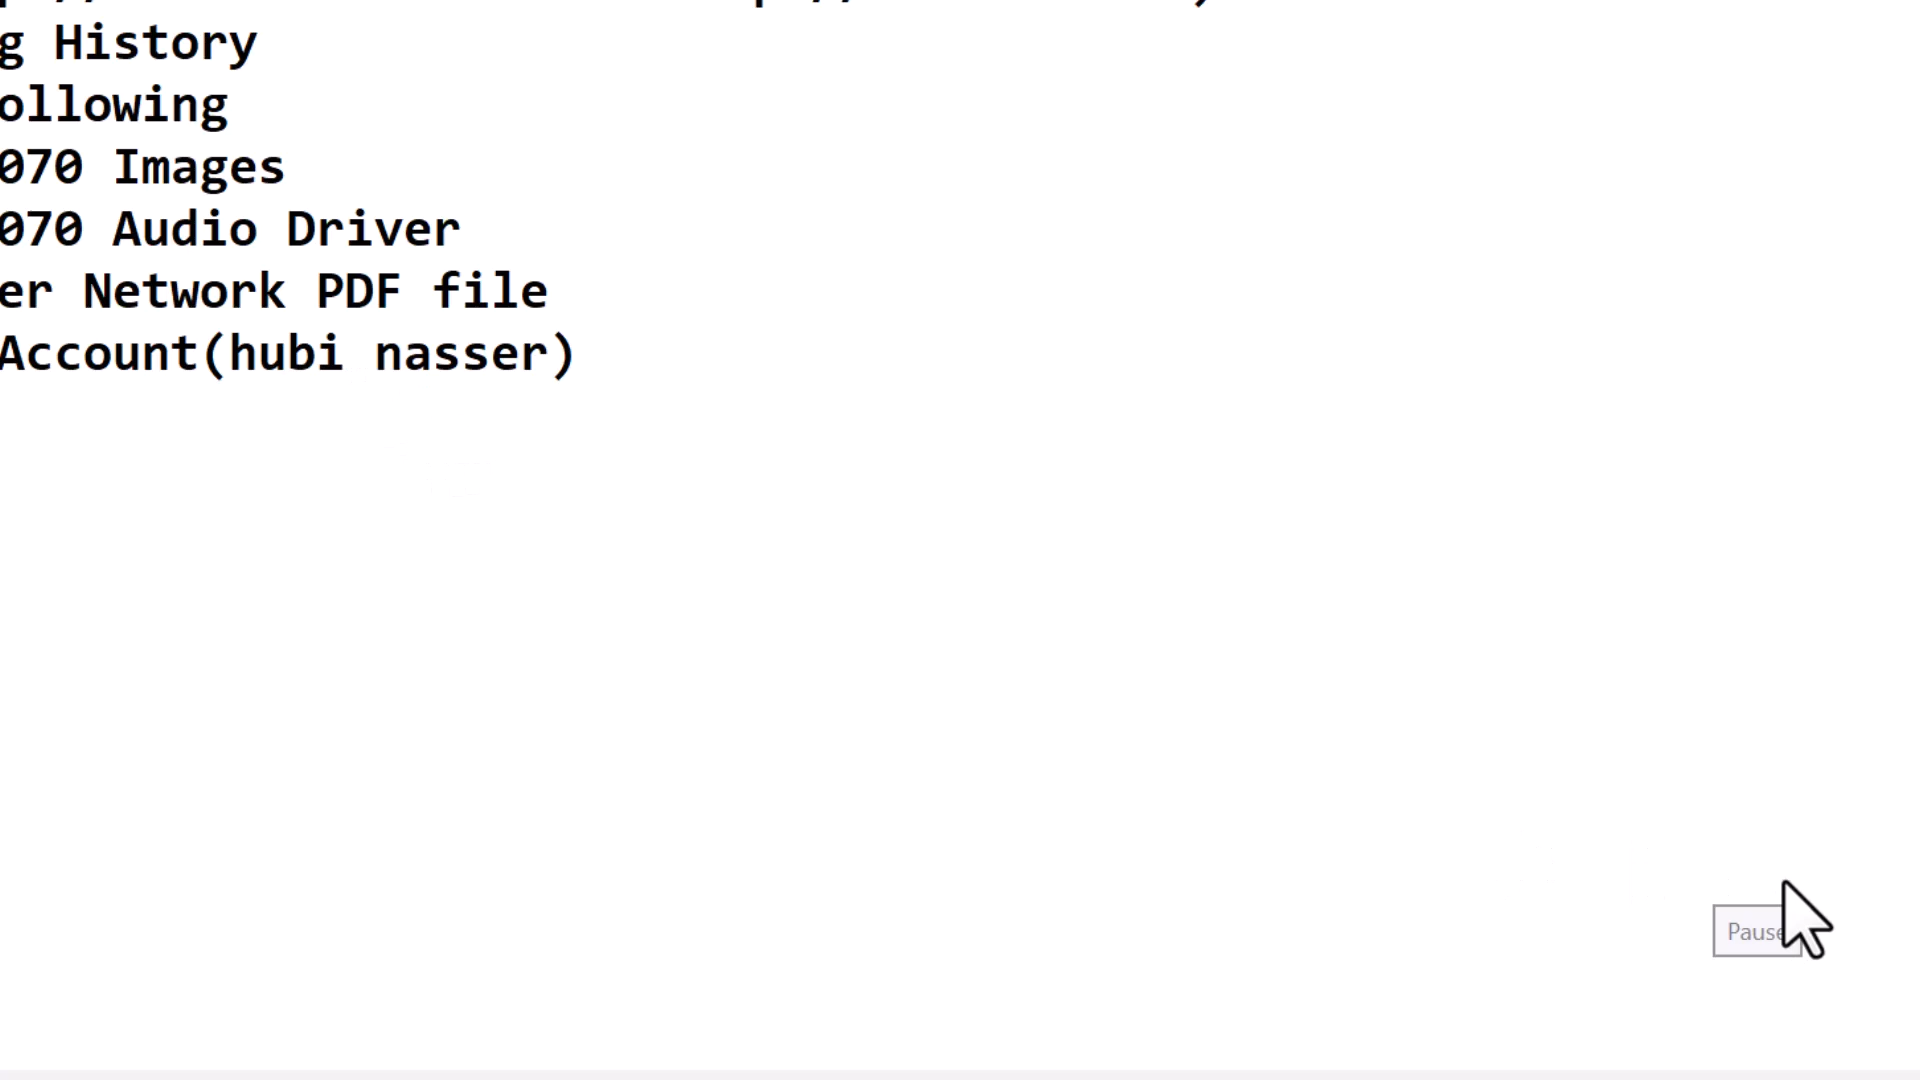 g History
ollowing
070 Images
070 Audio Driver
er Network PDF file
Account(hubi nasser)
Pause